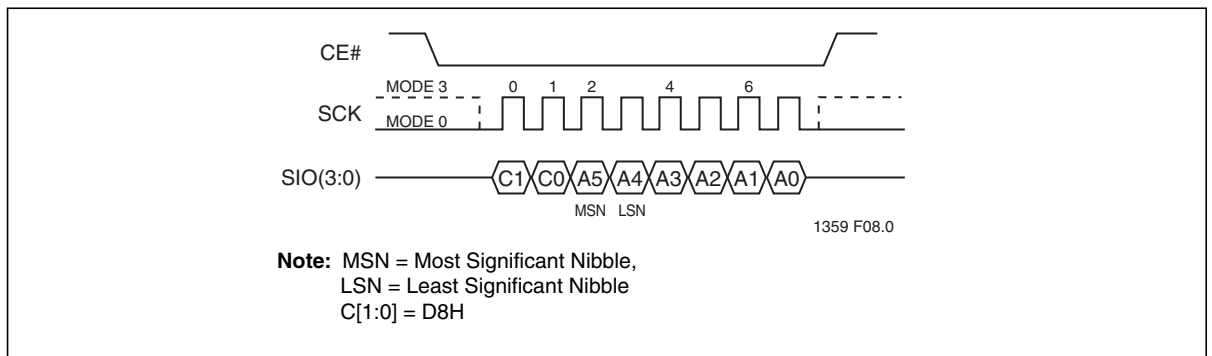 CE#
MODE 3 0 1 2 4 6
SCK
MODE 0
SIO(3:0) C1 C0 A5 A4 A3 A2 A1 A0
MSN LSN
1359 F08.0
Note: MSN = Most Significant Nibble,
LSN = Least Significant Nibble
C[1:0] = D8H